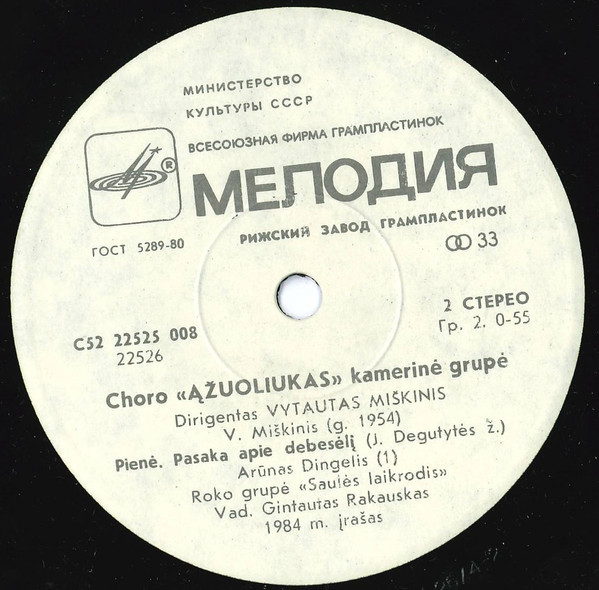 МИНИСТЕРСТВО
КУЛЬТУРЫ СССР
ВСЕСОЮЗНАЯ ФИРМА ГРАМПЛАСТИНОК
®
МЕЛОДИЯ
ГОСТ 5289-80
РИЖСКИЙ ЗАВОД ГРАМПЛАСТИНОК
33
2 СТЕРЕО
Гр. 2. 0-55
С52 22525 008
22526
Choro «ĄŽUOLIUKAS» kamerinė grupė
Dirigentas VYTAUTAS MIŠKINIS
V. Miškinis (g. 1954)
Pienė. Pasaka apie debesėlį (J. Degutytės ž.)
Arūnas Dingelis (1)
Roko grupė «Saulės laikrodis»
Vad. Gintautas Rakauskas
1984 m. įrašas